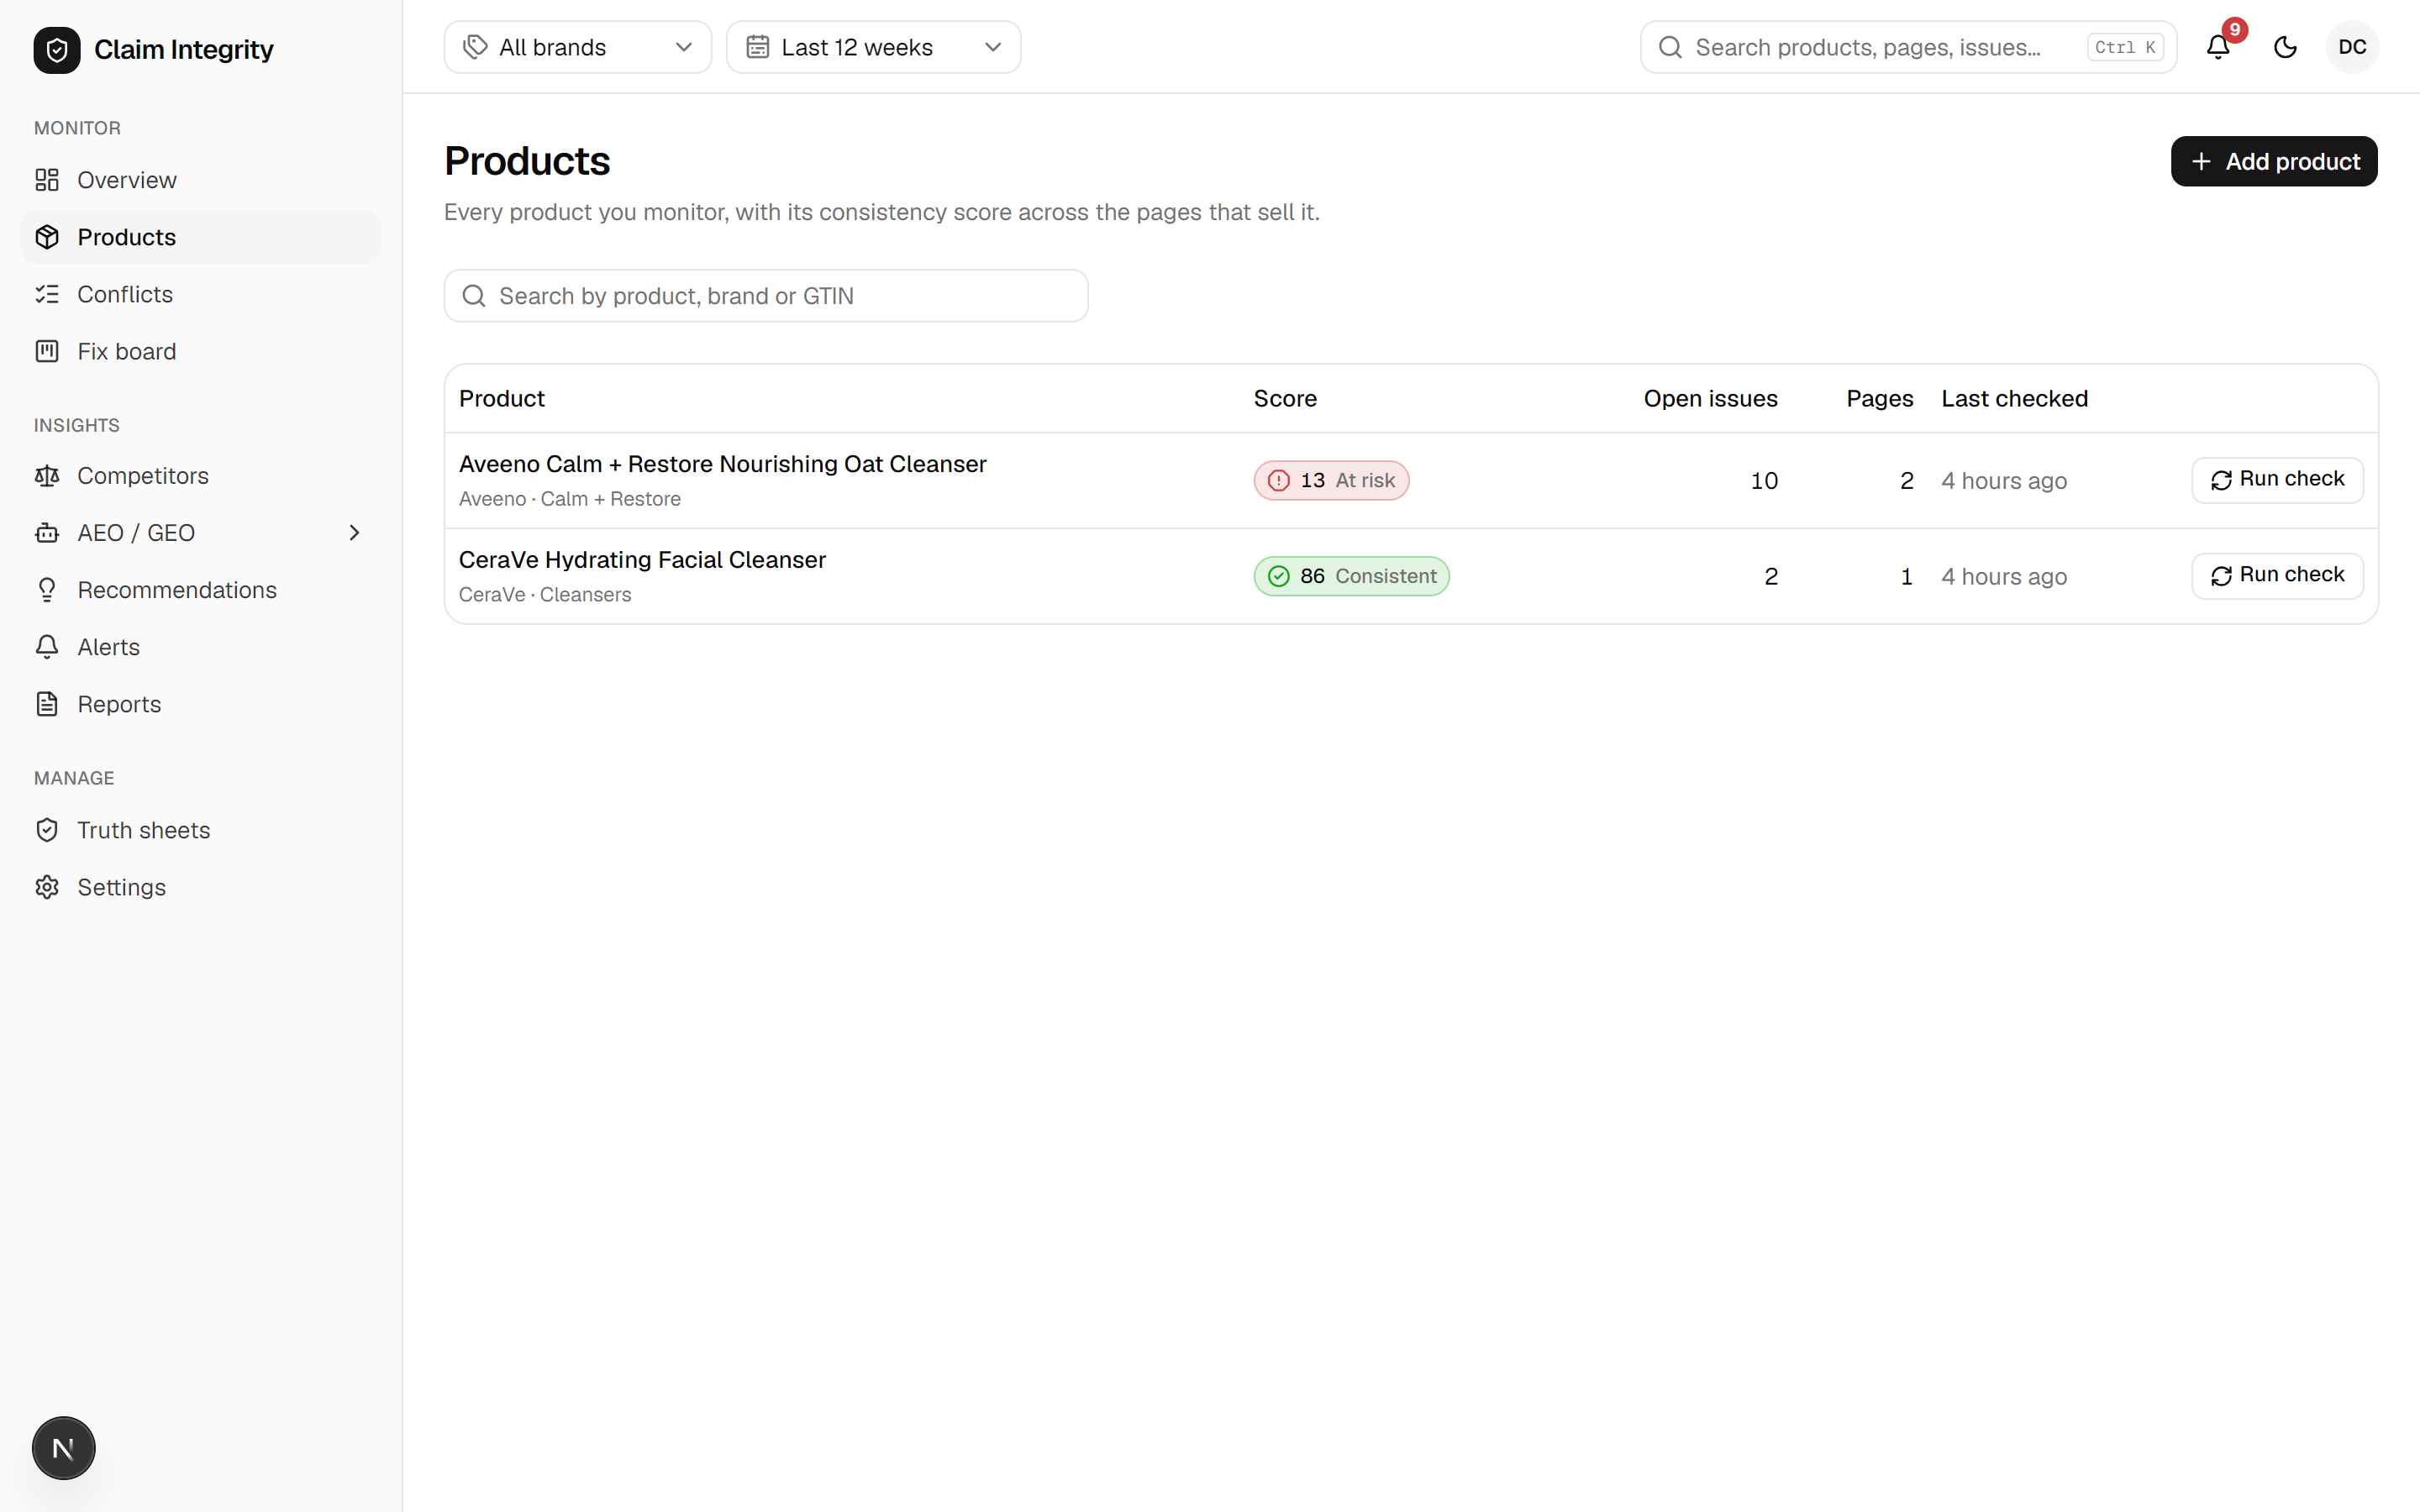 Claim Integrity
All brands
Last 12 weeks
Search products, pages, issues...
Ctrl K
9
DC
MONITOR
Overview
Products
Conflicts
Fix board
INSIGHTS
Competitors
AEO / GEO
Recommendations
Alerts
Reports
MANAGE
Truth sheets
Settings
N
Products
Add product
Every product you monitor, with its consistency score across the pages that sell it.
Search by product, brand or GTIN
Product Score Open issues Pages Last checked
Aveeno Calm + Restore Nourishing Oat Cleanser
Aveeno · Calm + Restore
13 At risk 10 2 4 hours ago Run check
CeraVe Hydrating Facial Cleanser
CeraVe · Cleansers
86 Consistent 2 1 4 hours ago Run check